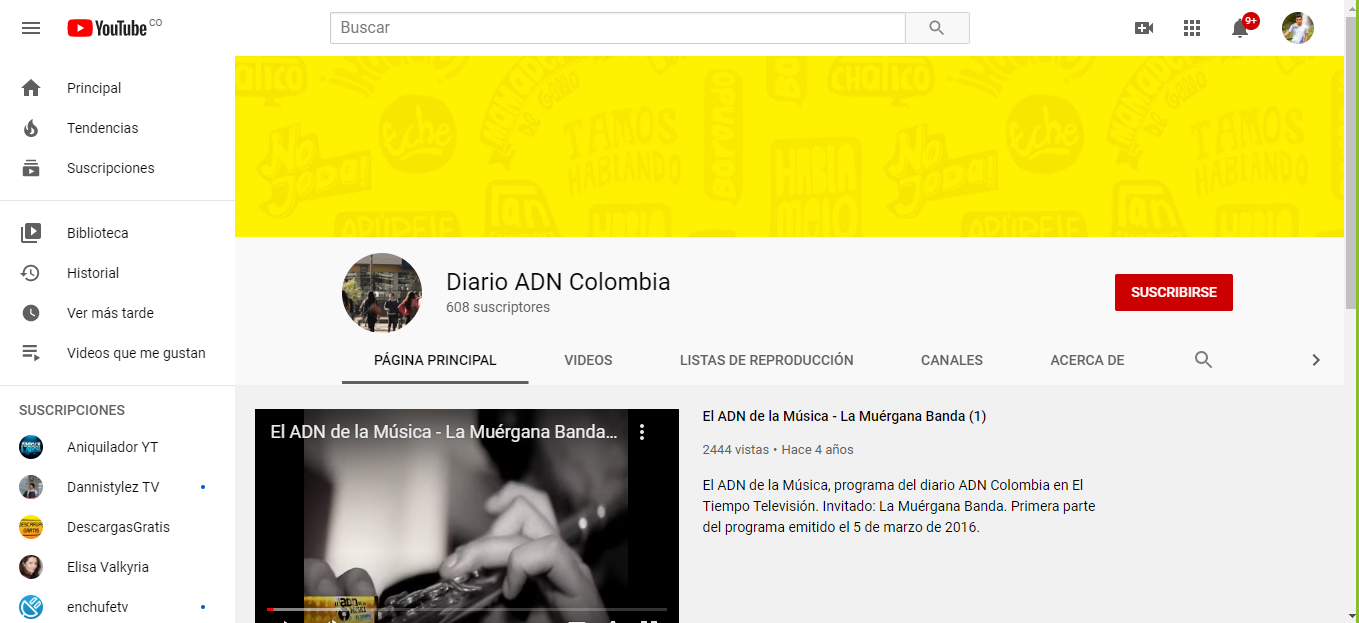 YouTube CO
Buscar
9+
Principal
Tendencias
Suscripciones
Biblioteca
Historial
Ver más tarde
Videos que me gustan
SUSCRIPCIONES
Aniquilador YT
Dannistylez TV
DescargasGratis
Elisa Valkyria
enchufetv
CHALICO
Eche
TAMOS
HABLANDO
No Joda!
HABLA
MELO
Diario ADN Colombia
608 suscriptores
SUSCRIBIRSE
PÁGINA PRINCIPAL
VIDEOS
LISTAS DE REPRODUCCIÓN
CANALES
ACERCA DE
El ADN de la Música - La Muérgana Banda...
El ADN de la Música - La Muérgana Banda (1)
2444 vistas • Hace 4 años
El ADN de la Música, programa del diario ADN Colombia en El
Tiempo Televisión. Invitado: La Muérgana Banda. Primera parte
del programa emitido el 5 de marzo de 2016.